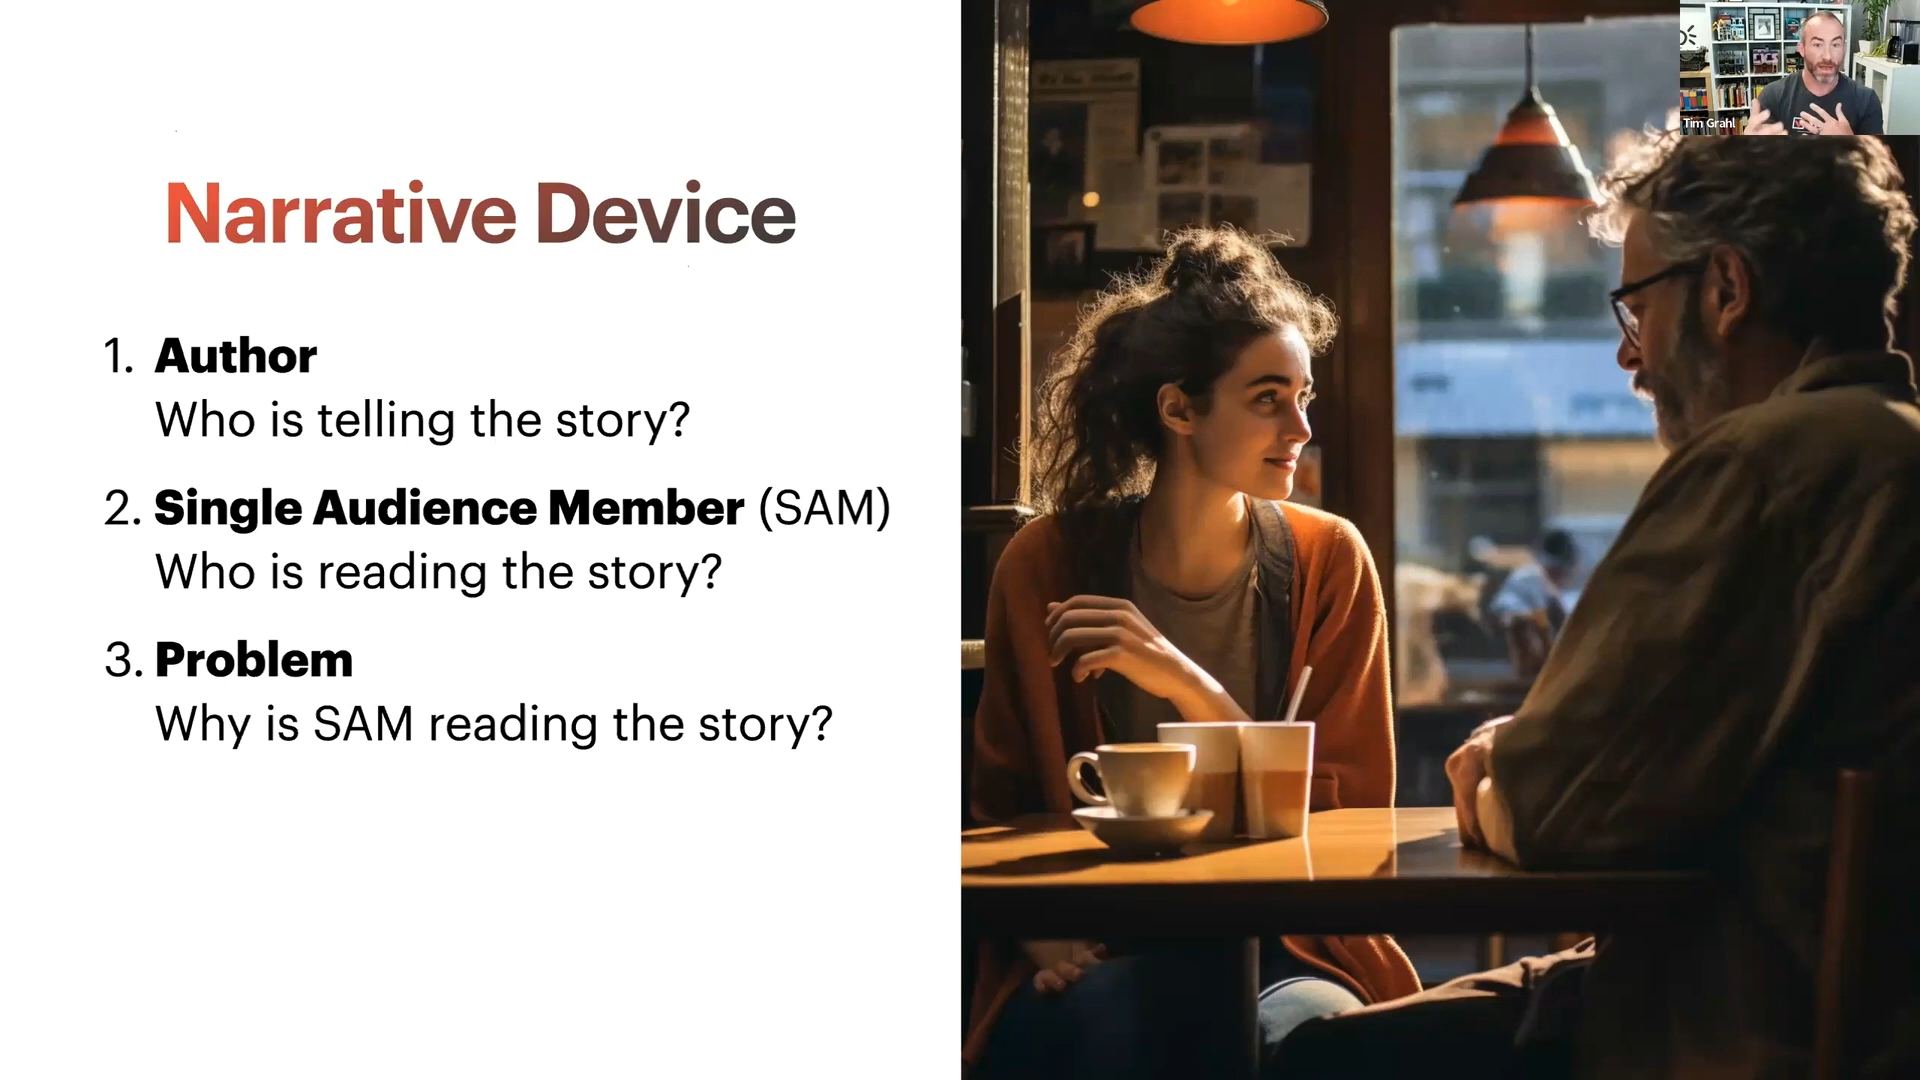 Narrative Device
1. Author
Who is telling the story?
2. Single Audience Member (SAM)
Who is reading the story?
3. Problem
Why is SAM reading the story?
Tim Grahl